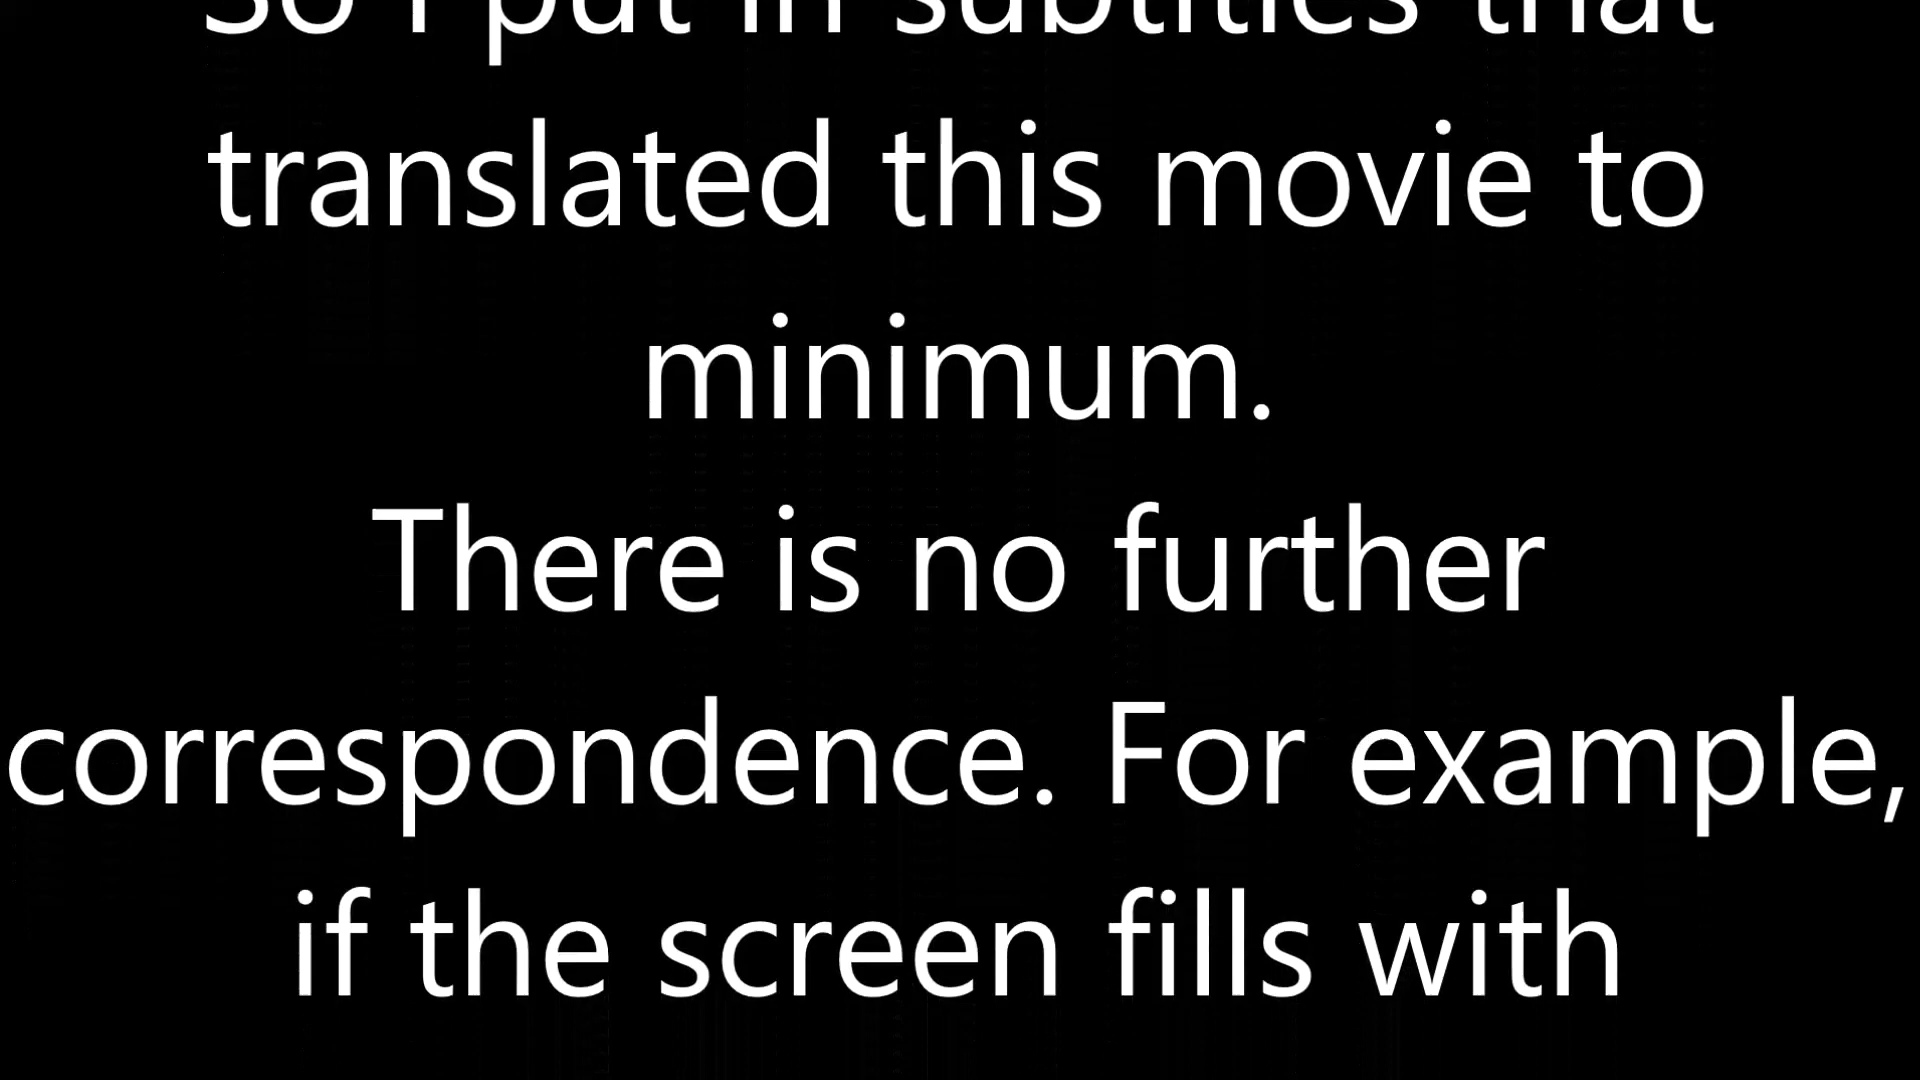 So I put in subtitles that
translated this movie to
minimum.
There is no further
correspondence. For example,
if the screen fills with